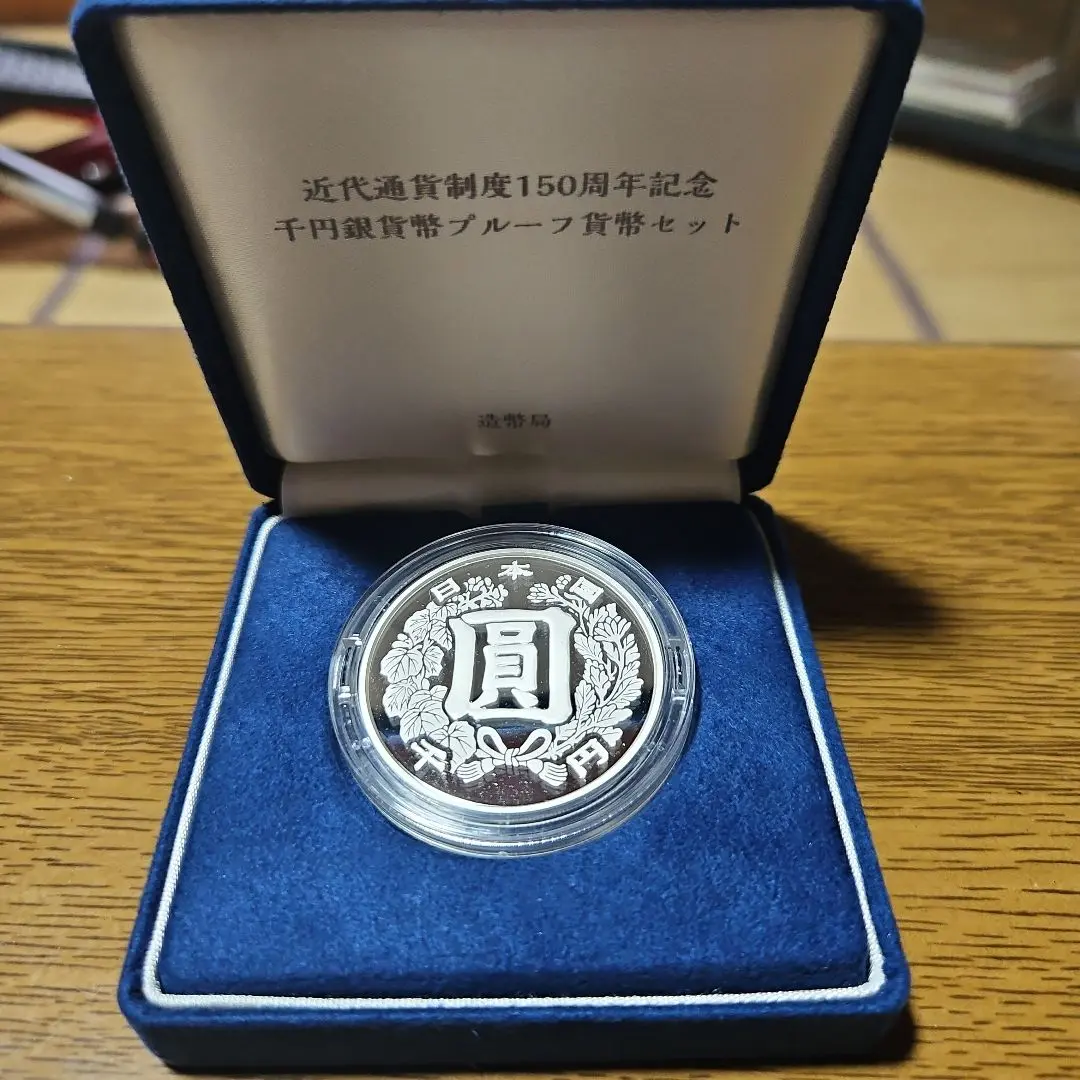 近代通貨制度150周年記念
千円銀貨幣プルーフ貨幣セット
造幣局
日本国
圓
千円